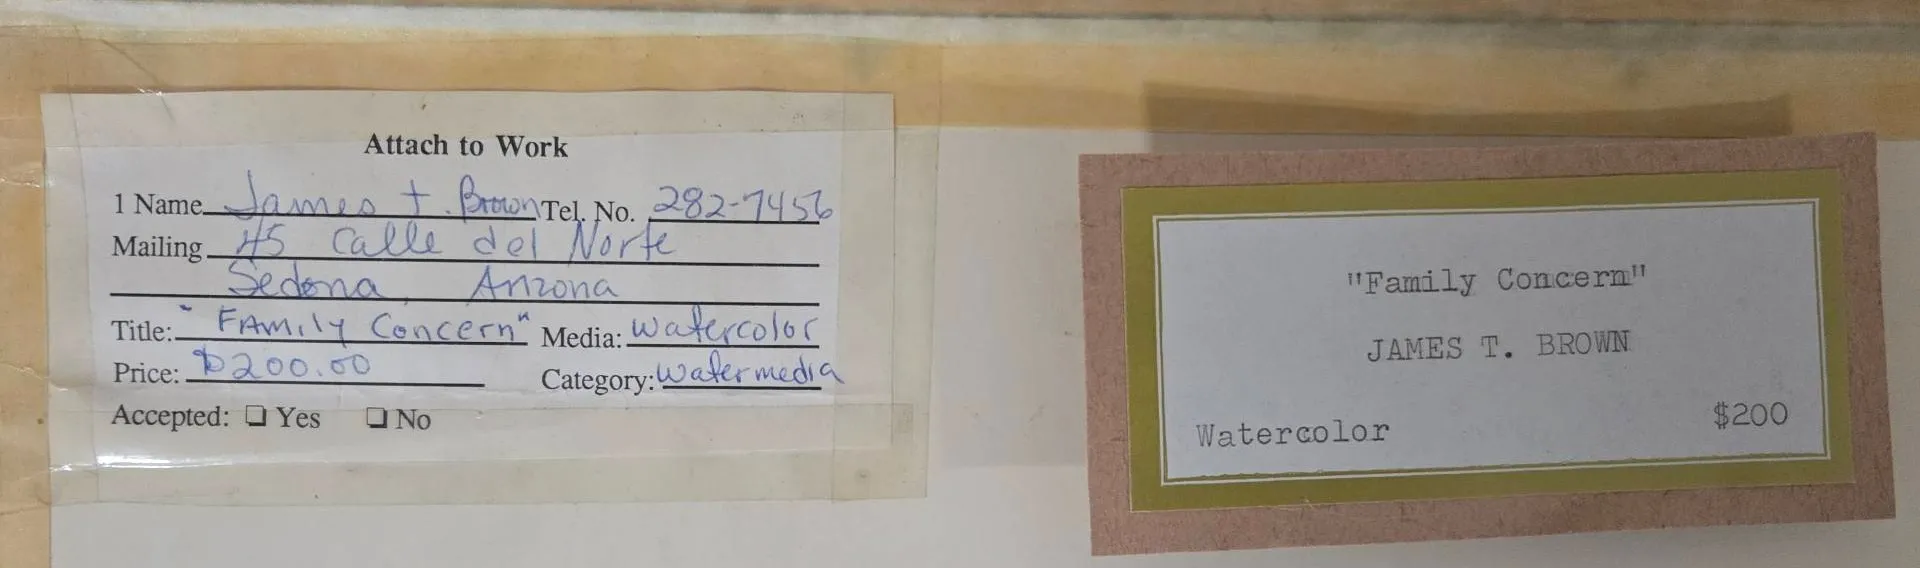 Attach to Work
1 Name James T. Brown Tel. No. 282-7456
Mailing 45 Calle del Norte
Sedona, Arizona
Title: "FAMily Concern" Media: Watercolor
Price: $200.00 Category: Watermedia
Accepted: ❏ Yes ❏ No
"Family Concern"
JAMES T. BROWN
Watercolor $200